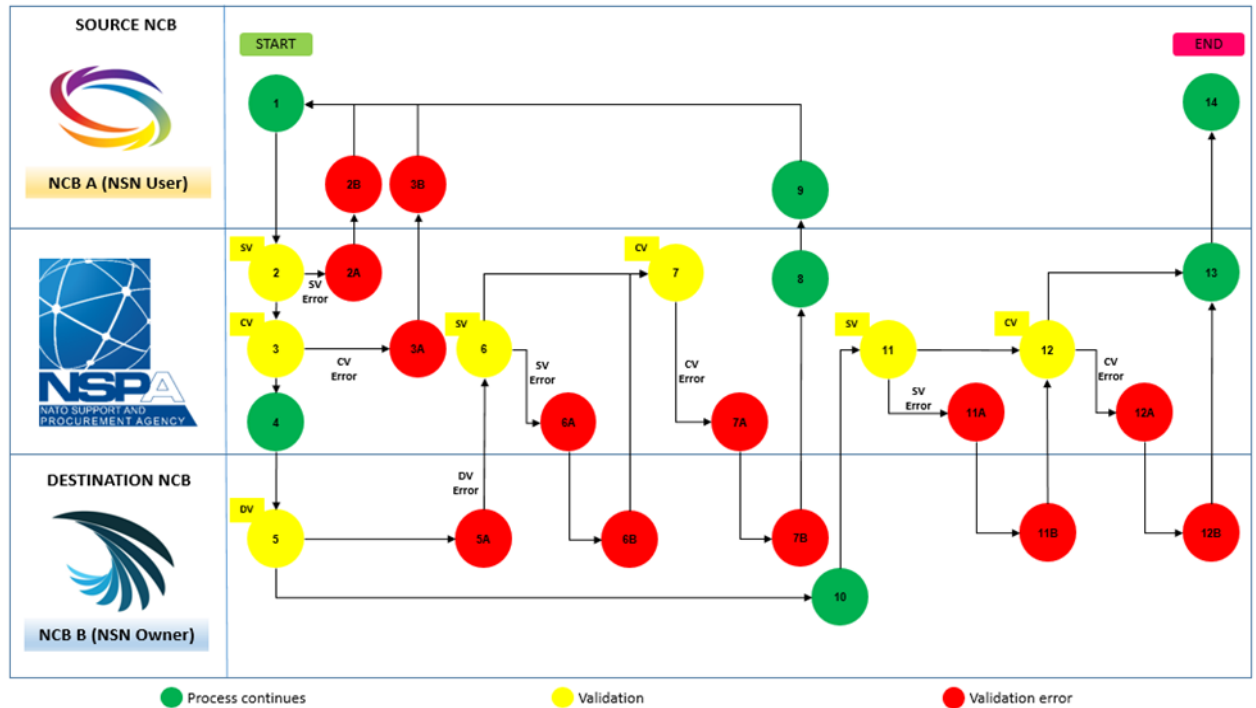 SOURCE NCB
START
END
1
14
2B
3B
9
NCB A (NSN User)
SV
2
SV
Error
2A
CV
7
8
13
CV
3
CV
Error
3A
SV
6
SV
Error
CV
Error
SV
11
CV
12
CV
Error
NSPA
NATO SUPPORT AND
PROCUREMENT AGENCY
4
6A
7A
SV
Error
11A
12A
DESTINATION NCB
DV
Error
DV
5
5A
6B
7B
11B
12B
10
NCB B (NSN Owner)
Process continues
Validation
Validation error